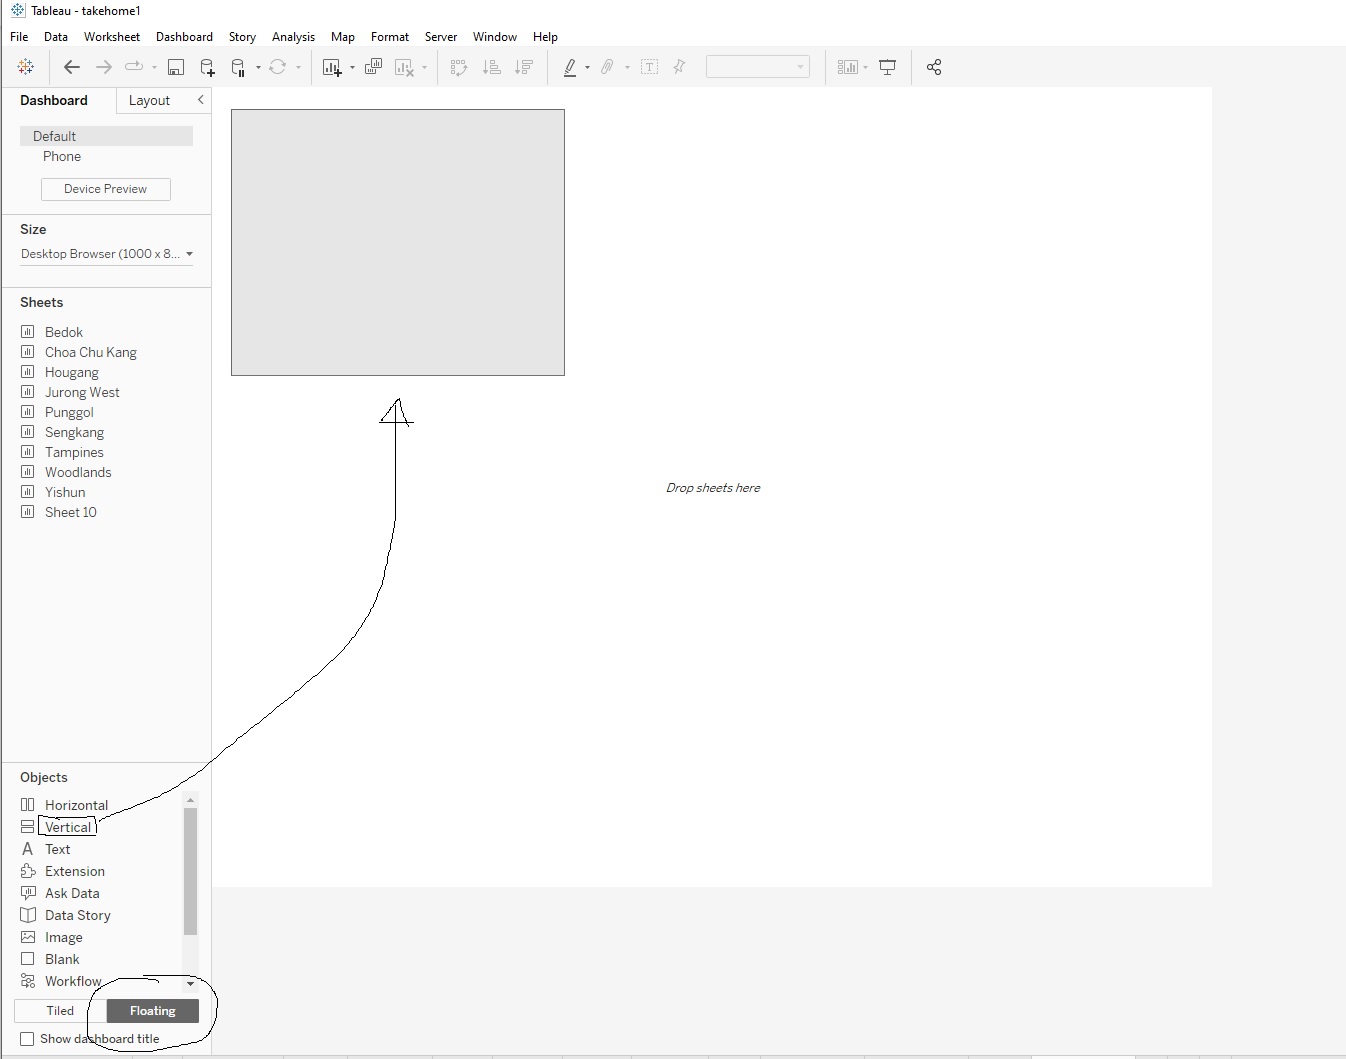 Tableau - takehome1
File Data Worksheet Dashboard Story Analysis Map Format Server Window Help
Dashboard Layout
Default
Phone
Device Preview
Size
Desktop Browser (1000 x 8...
Sheets
Bedok
Choa Chu Kang
Hougang
Jurong West
Punggol
Sengkang
Tampines
Woodlands
Yishun
Sheet 10
Drop sheets here
Objects
Horizontal
Vertical
Text
Extension
Ask Data
Data Story
Image
Blank
Workflow
Tiled Floating
Show dashboard title